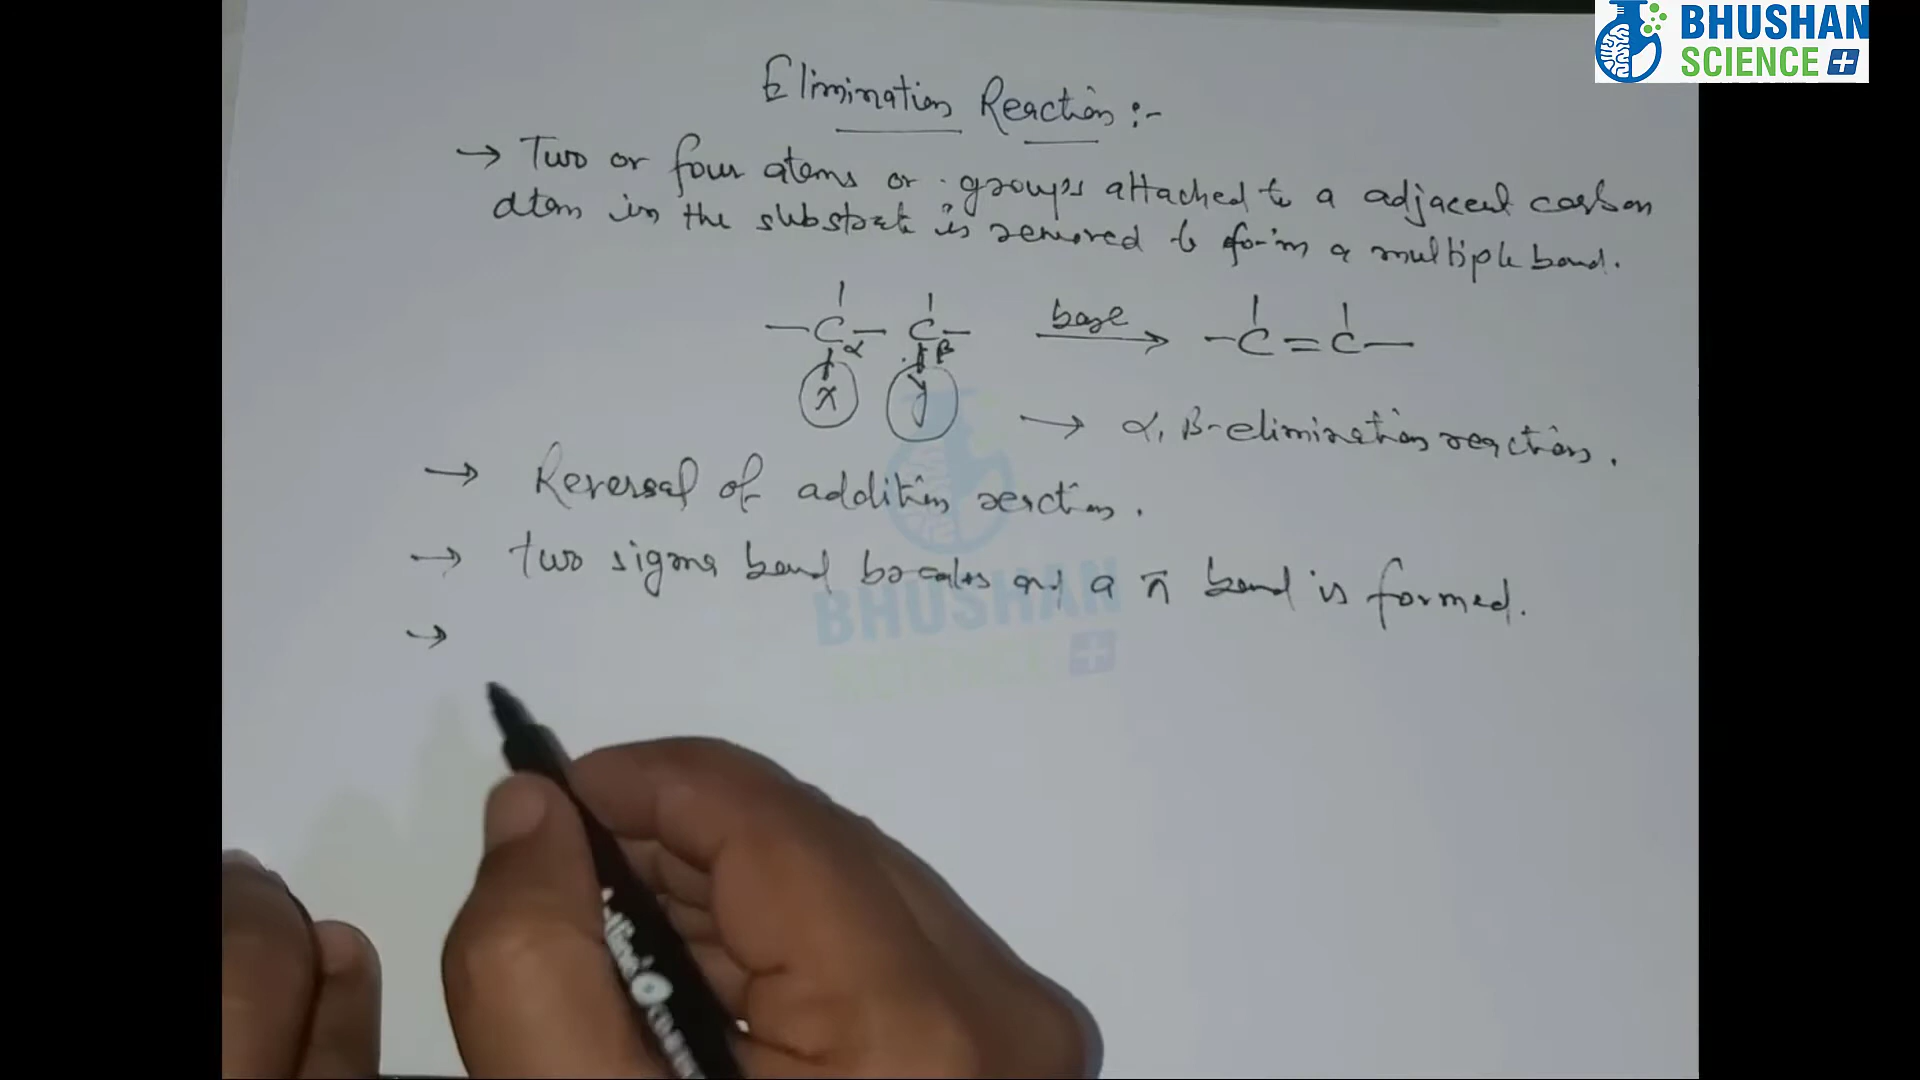 BHUSHAN
SCIENCE +
Elimination Reaction :-
→ Two or four atoms or groups attached to a adjacent carbon
atom in the substrate is removed to form a multiple bond.
-C-C- base → -C=C-
α β
x y
→ α, β-elimination reaction.
→ Reversal of addition reaction.
→ two sigma bond breaks and a π bond is formed.
→
BHUSHAN
SCIENCE +